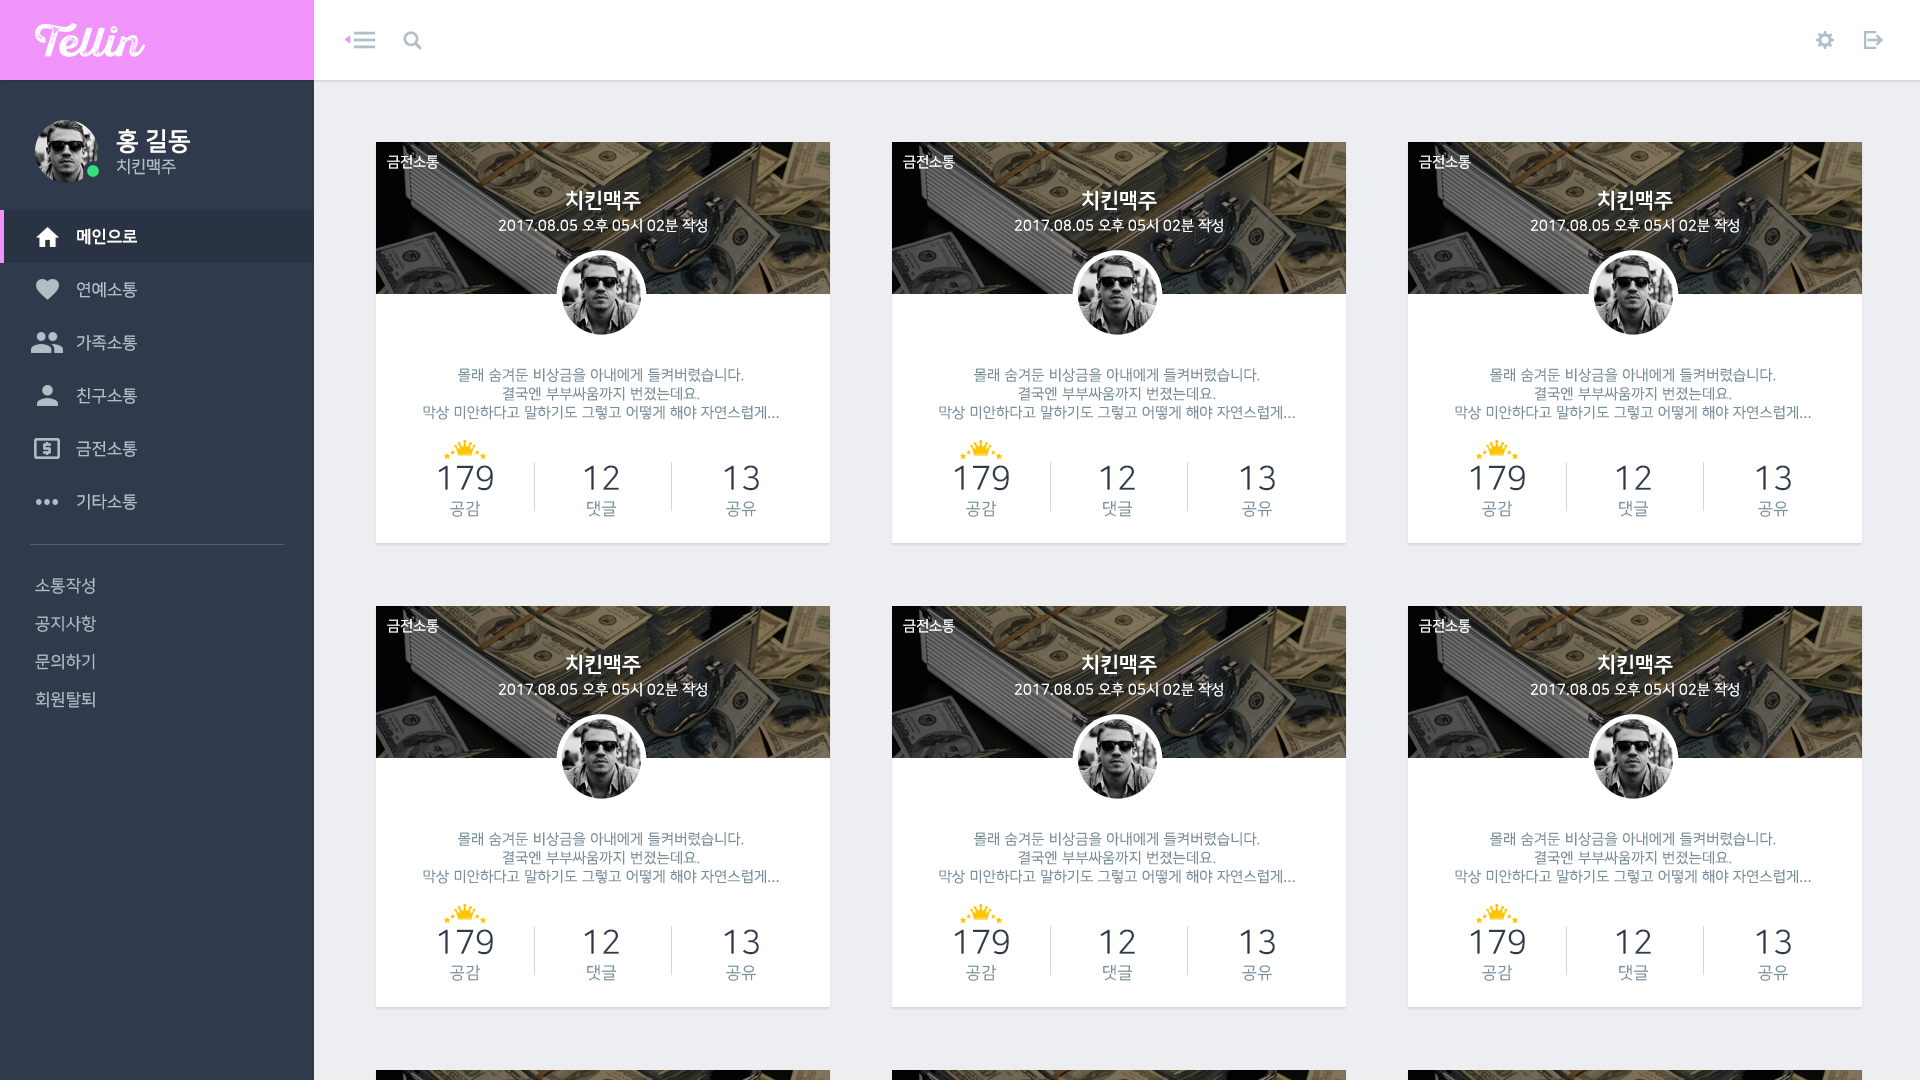 Tellin
홍 길동
치킨맥주
메인으로
연예소통
가족소통
친구소통
금전소통
기타소통
소통작성
공지사항
문의하기
회원탈퇴
금전소통
치킨맥주
2017.08.05 오후 05시 02분 작성
몰래 숨겨둔 비상금을 아내에게 들켜버렸습니다.
결국엔 부부싸움까지 번졌는데요.
막상 미안하다고 말하기도 그렇고 어떻게 해야 자연스럽게...
179 12 13
공감 댓글 공유
금전소통
치킨맥주
2017.08.05 오후 05시 02분 작성
몰래 숨겨둔 비상금을 아내에게 들켜버렸습니다.
결국엔 부부싸움까지 번졌는데요.
막상 미안하다고 말하기도 그렇고 어떻게 해야 자연스럽게...
179 12 13
공감 댓글 공유
금전소통
치킨맥주
2017.08.05 오후 05시 02분 작성
몰래 숨겨둔 비상금을 아내에게 들켜버렸습니다.
결국엔 부부싸움까지 번졌는데요.
막상 미안하다고 말하기도 그렇고 어떻게 해야 자연스럽게...
179 12 13
공감 댓글 공유
금전소통
치킨맥주
2017.08.05 오후 05시 02분 작성
몰래 숨겨둔 비상금을 아내에게 들켜버렸습니다.
결국엔 부부싸움까지 번졌는데요.
막상 미안하다고 말하기도 그렇고 어떻게 해야 자연스럽게...
179 12 13
공감 댓글 공유
금전소통
치킨맥주
2017.08.05 오후 05시 02분 작성
몰래 숨겨둔 비상금을 아내에게 들켜버렸습니다.
결국엔 부부싸움까지 번졌는데요.
막상 미안하다고 말하기도 그렇고 어떻게 해야 자연스럽게...
179 12 13
공감 댓글 공유
금전소통
치킨맥주
2017.08.05 오후 05시 02분 작성
몰래 숨겨둔 비상금을 아내에게 들켜버렸습니다.
결국엔 부부싸움까지 번졌는데요.
막상 미안하다고 말하기도 그렇고 어떻게 해야 자연스럽게...
179 12 13
공감 댓글 공유